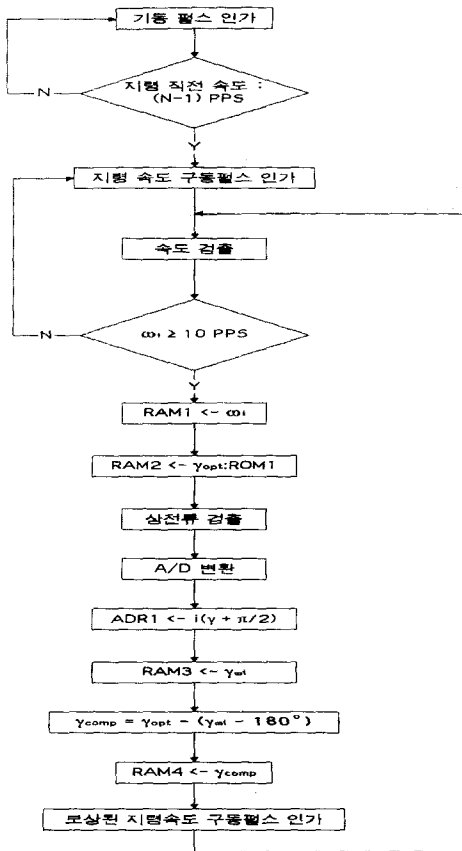 기동 펄스 인가
지령 직전 속도 :
(N-1) PPS
N
Y
지령 속도 구동펄스 인가
속도 검출
ωi ≥ 10 PPS
N
Y
RAM1 <- ωi
RAM2 <- γopt:ROM1
상전류 검출
A/D 변환
ADR1 <- i(γ + π/2)
RAM3 <- γωi
γcomp = γopt - (γωi - 180°)
RAM4 <- γcomp
로상된 지령속도 구동펄스 인가